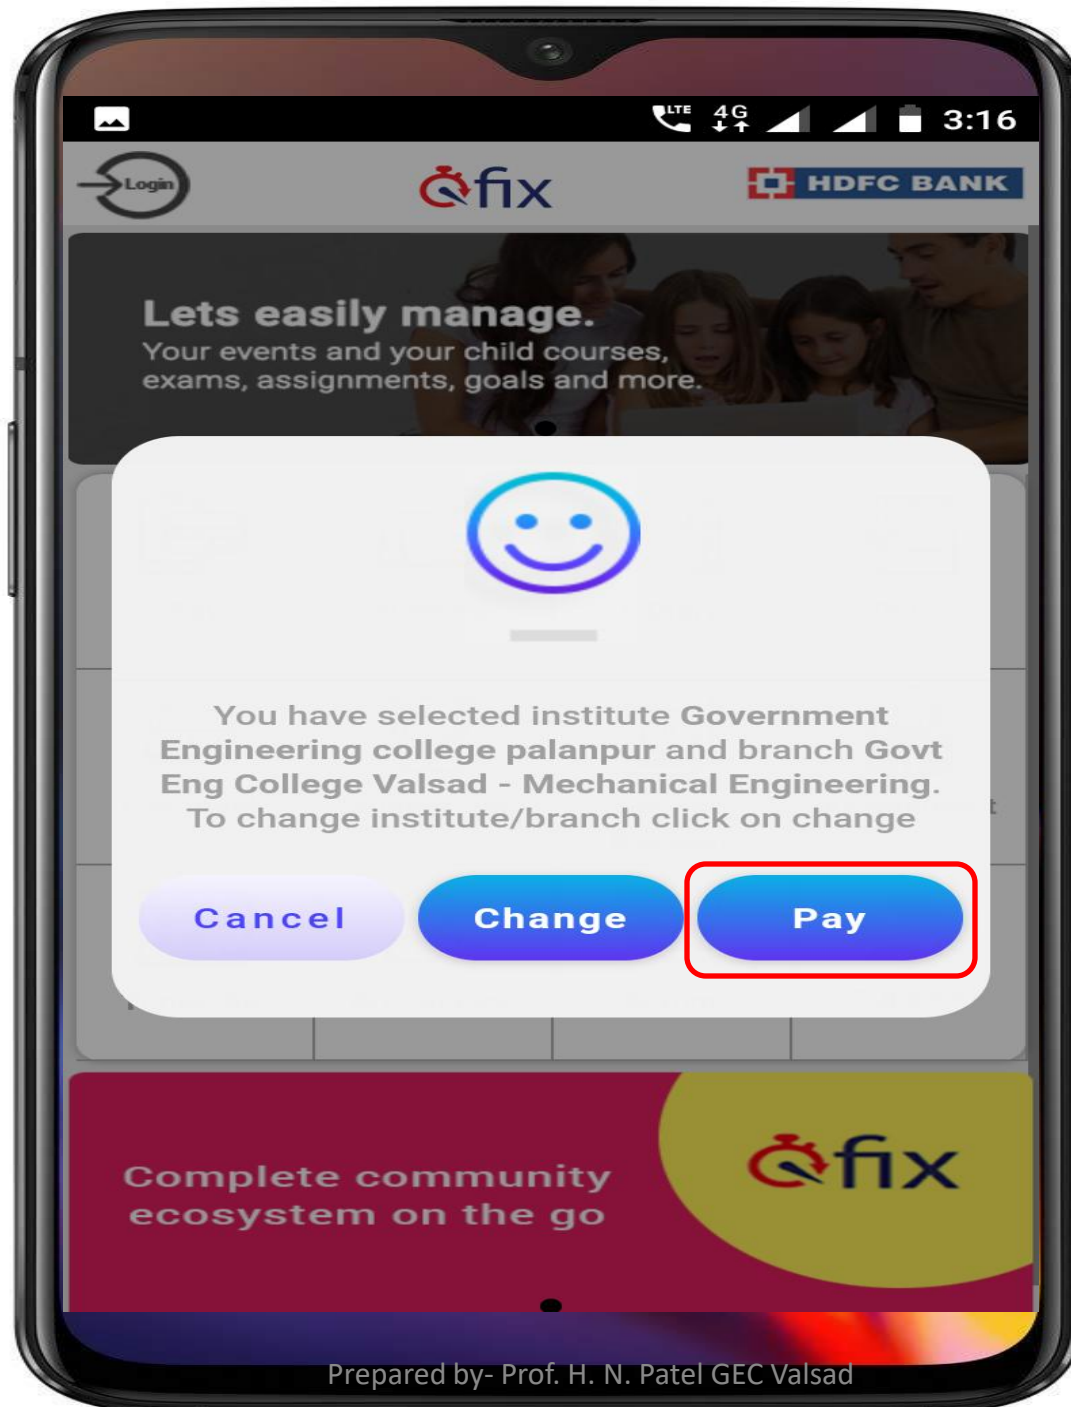 LTE 4G 3:16
Login Qfix HDFC BANK
Lets easily manage.
Your events and your child courses,
exams, assignments, goals and more.
You have selected institute Government
Engineering college palanpur and branch Govt
Eng College Valsad - Mechanical Engineering.
To change institute/branch click on change
Cancel Change Pay
Complete community
ecosystem on the go
Qfix
Prepared by- Prof. H. N. Patel GEC Valsad